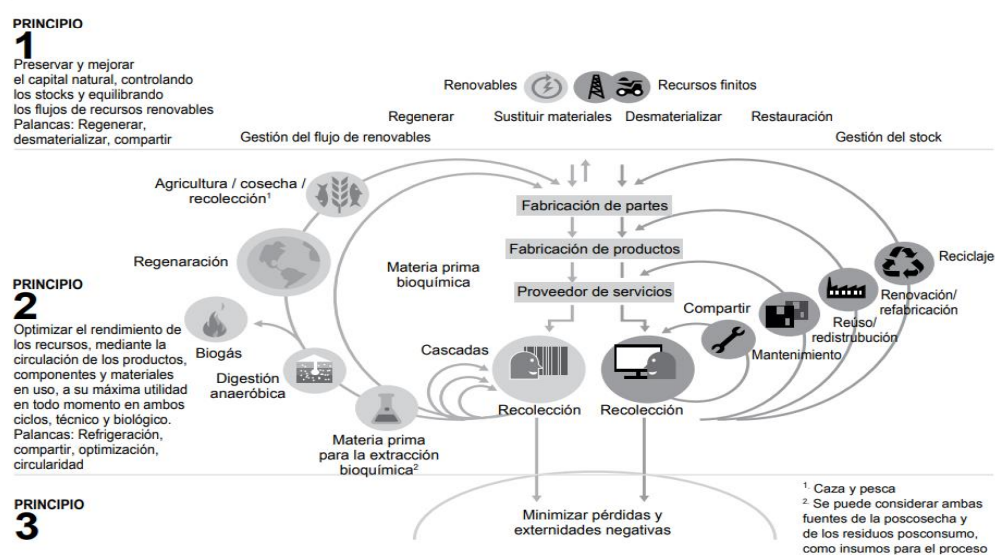 PRINCIPIO
1
Preservar y mejorar
el capital natural, controlando
los stocks y equilibrando
los flujos de recursos renovables
Palancas: Regenerar,
desmaterializar, compartir
Renovables
Recursos finitos
Regenerar
Sustituir materiales
Desmaterializar
Restauración
Gestión del flujo de renovables
Gestión del stock
Agricultura / cosecha /
recolección1
Regenaración
Biogás
Digestión
anaeróbica
Materia prima
para la extracción
bioquímica2
Materia prima
bioquímica
Cascadas
Fabricación de partes
Fabricación de productos
Proveedor de servicios
Recolección
Recolección
Compartir
Mantenimiento
Reúso/
redistrubución
Renovación/
refabricación
Reciclaje
PRINCIPIO
2
Optimizar el rendimiento de
los recursos, mediante la
circulación de los productos,
componentes y materiales
en uso, a su máxima utilidad
en todo momento en ambos
ciclos, técnico y biológico.
Palancas: Refrigeración,
compartir, optimización,
circularidad
PRINCIPIO
3
Minimizar pérdidas y
externidades negativas
1. Caza y pesca
2. Se puede considerar ambas
fuentes de la poscosecha y
de los residuos posconsumo,
como insumos para el proceso